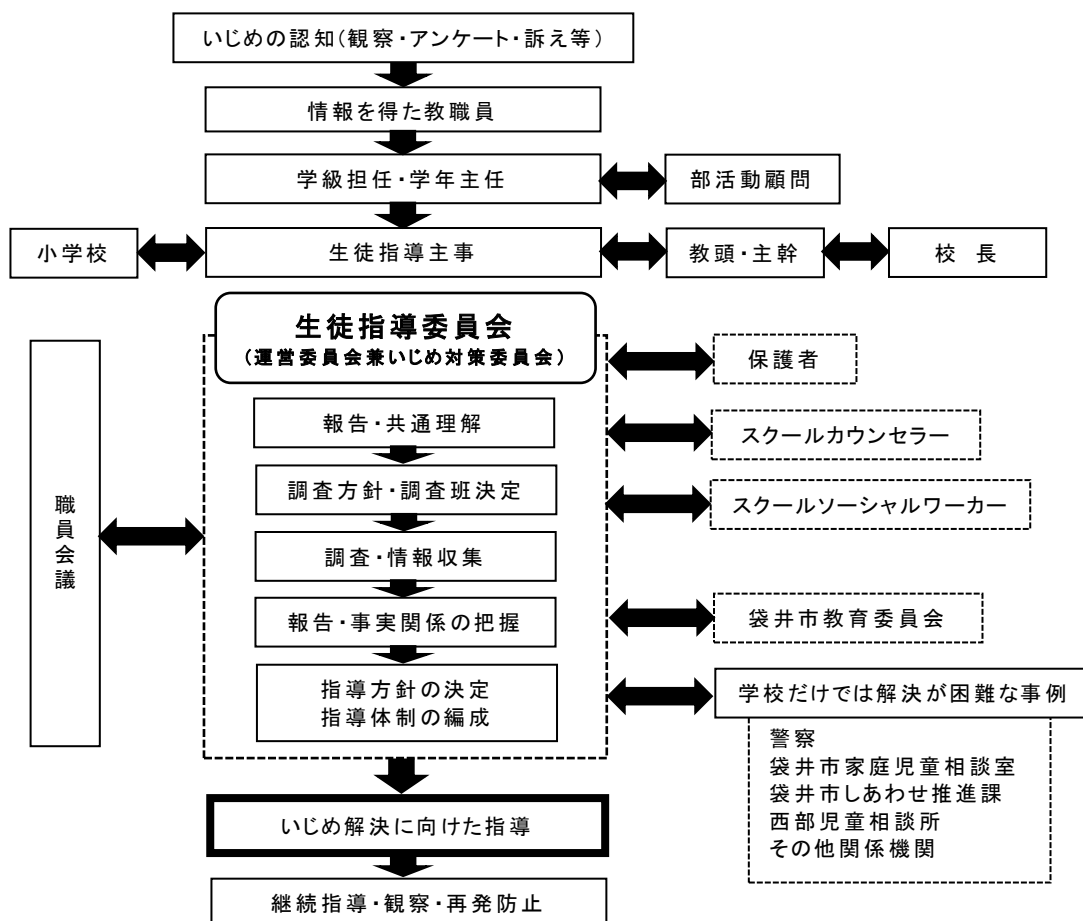 いじめの認知(観察・アンケート・訴え等)
情報を得た教職員
学級担任・学年主任
部活動顧問
小学校
生徒指導主事
教頭・主幹
校 長
生徒指導委員会
(運営委員会兼いじめ対策委員会)
職員会議
報告・共通理解
調査方針・調査班決定
調査・情報収集
報告・事実関係の把握
指導方針の決定
指導体制の編成
保護者
スクールカウンセラー
スクールソーシャルワーカー
袋井市教育委員会
学校だけでは解決が困難な事例
警察
袋井市家庭児童相談室
袋井市しあわせ推進課
西部児童相談所
その他関係機関
いじめ解決に向けた指導
継続指導・観察・再発防止